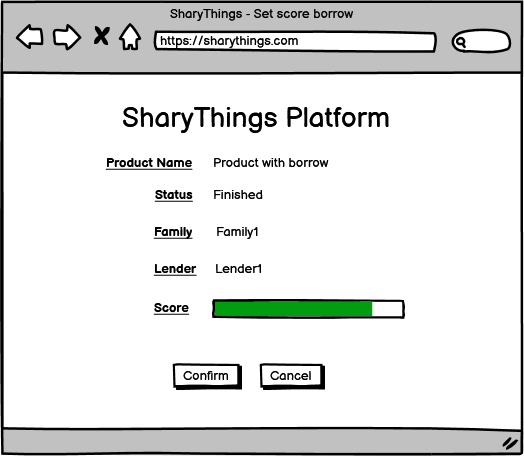 SharyThings - Set score borrow
https://sharythings.com
SharyThings Platform
Product Name Product with borrow
Status Finished
Family Family1
Lender Lender1
Score
Confirm Cancel